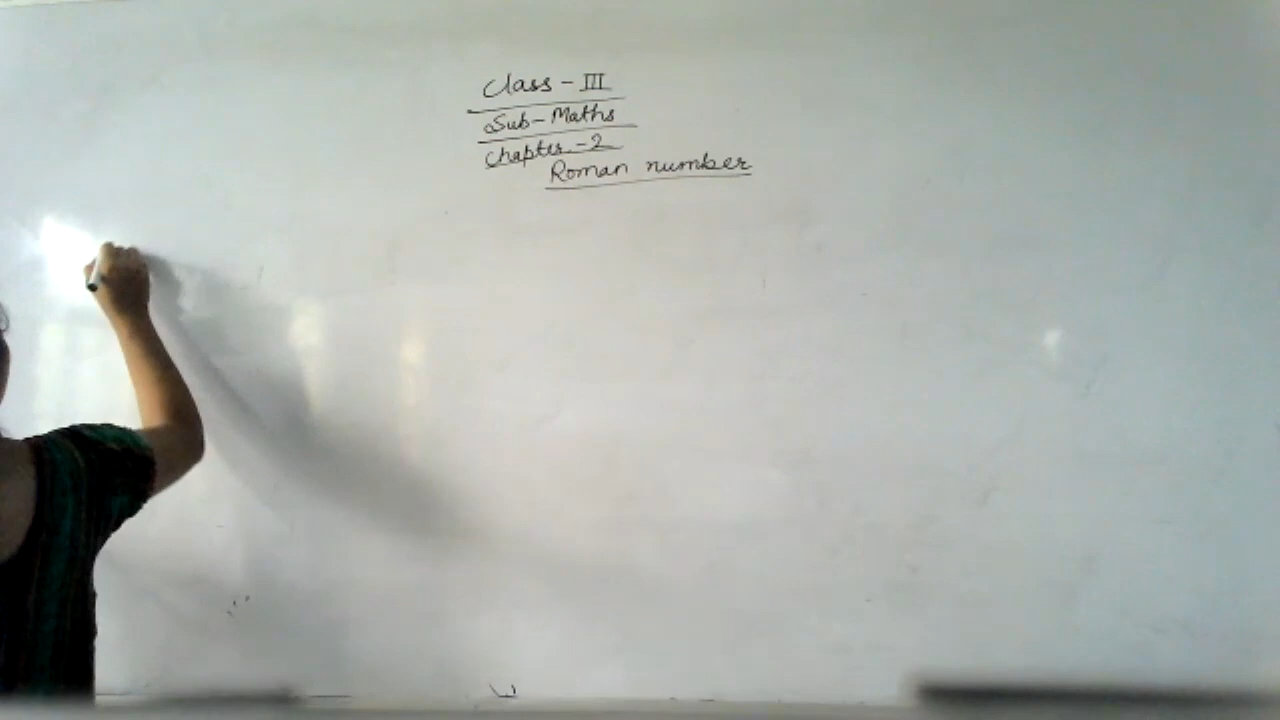 Class - III
Sub - Maths
Chapter - 2
Roman number